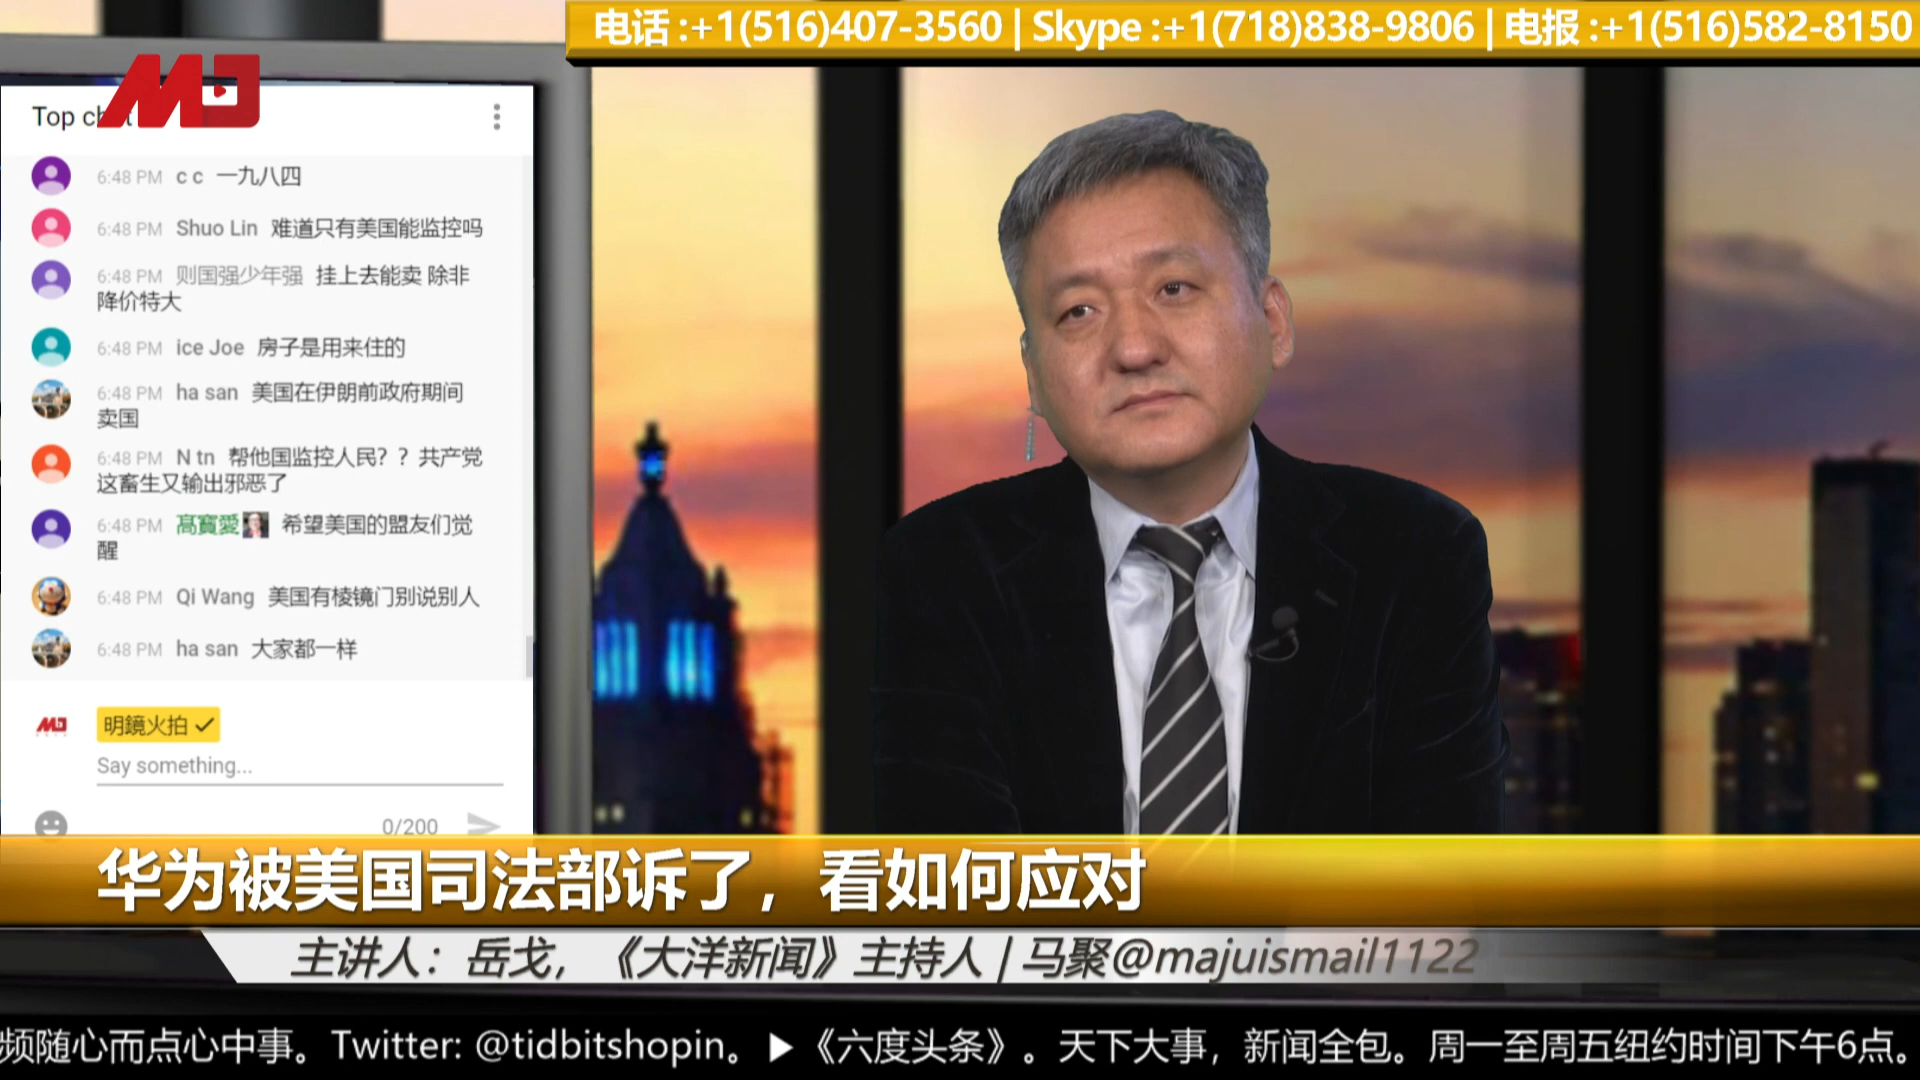 电话:+1(516)407-3560 | Skype:+1(718)838-9806 | 电报:+1(516)582-8150
Top chat
6:48 PM c c 一九八四
6:48 PM Shuo Lin 难道只有美国能监控吗
6:48 PM 则国强少年强 挂上去能卖 除非
降价特大
6:48 PM ice Joe 房子是用来住的
6:48 PM ha san 美国在伊朗前政府期间
卖国
6:48 PM N tn 帮他国监控人民？？共产党
这畜生又输出邪恶了
6:48 PM 高寳愛 希望美国的盟友们觉
醒
6:48 PM Qi Wang 美国有棱镜门别说别人
6:48 PM ha san 大家都一样
明鏡火拍
Say something...
0/200
华为被美国司法部诉了，看如何应对
主讲人：岳戈，《大洋新闻》主持人 | 马聚@majuismail1122
频随心而点心中事。Twitter: @tidbitshopin。▶《六度头条》。天下大事，新闻全包。周一至周五纽约时间下午6点。